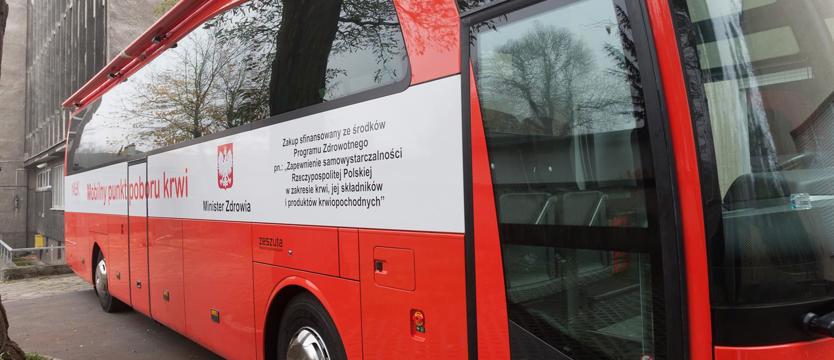 Mobilny punkt poboru krwi
Minister Zdrowia
Zakup sfinansowany ze środków
Programu Zdrowotnego
pn.: „Zapewnienie samowystarczalności
Rzeczypospolitej Polskiej
w zakresie krwi, jej składników
i produktów krwiopochodnych”
zeszuta